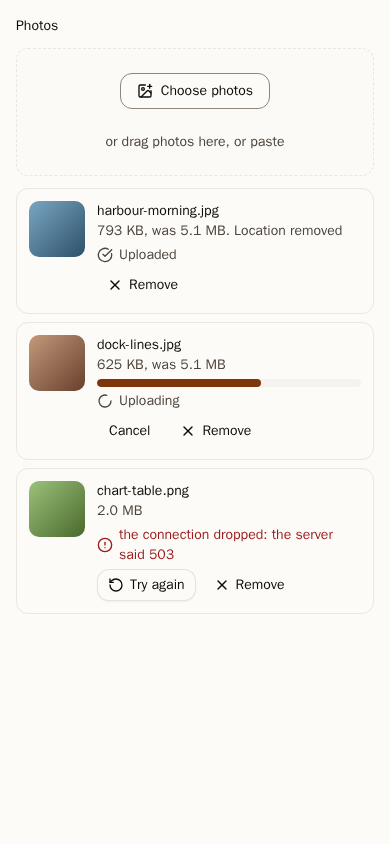 Photos
Choose photos
or drag photos here, or paste
harbour-morning.jpg
793 KB, was 5.1 MB. Location removed
Uploaded
Remove
dock-lines.jpg
625 KB, was 5.1 MB
Uploading
Cancel
Remove
chart-table.png
2.0 MB
the connection dropped: the server
said 503
Try again
Remove